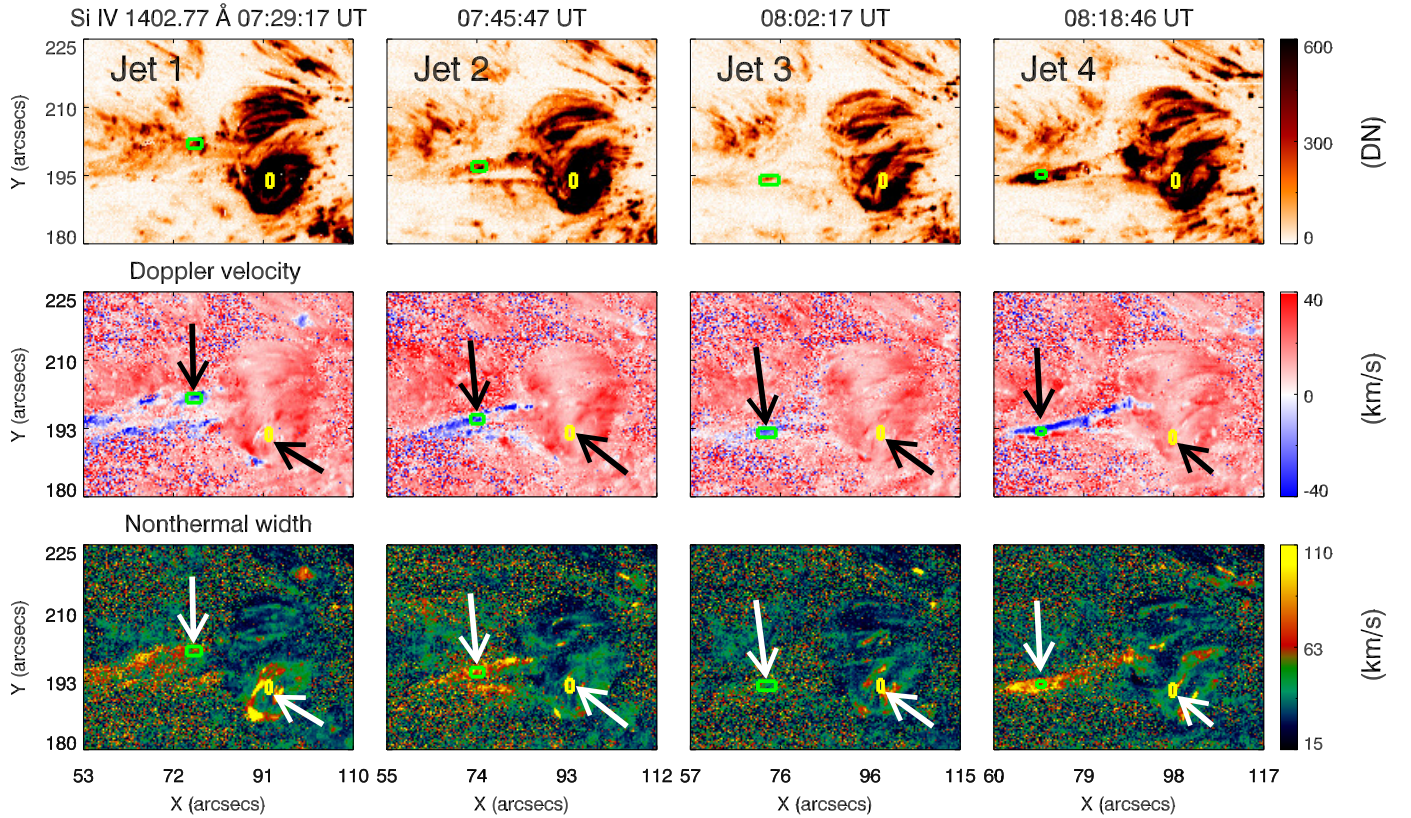 Si IV 1402.77 Å 07:29:17 UT 07:45:47 UT 08:02:17 UT 08:18:46 UT
Jet 1 Jet 2 Jet 3 Jet 4
225 210 195 180
Y (arcsecs)
600 300 0
(DN)
Doppler velocity
225 210 193 180
Y (arcsecs)
40 0 -40
(km/s)
Nonthermal width
225 210 193 180
Y (arcsecs)
110 63 15
(km/s)
53 72 91 110 55 74 93 112 57 76 96 115 60 79 98 117
X (arcsecs) X (arcsecs) X (arcsecs) X (arcsecs)